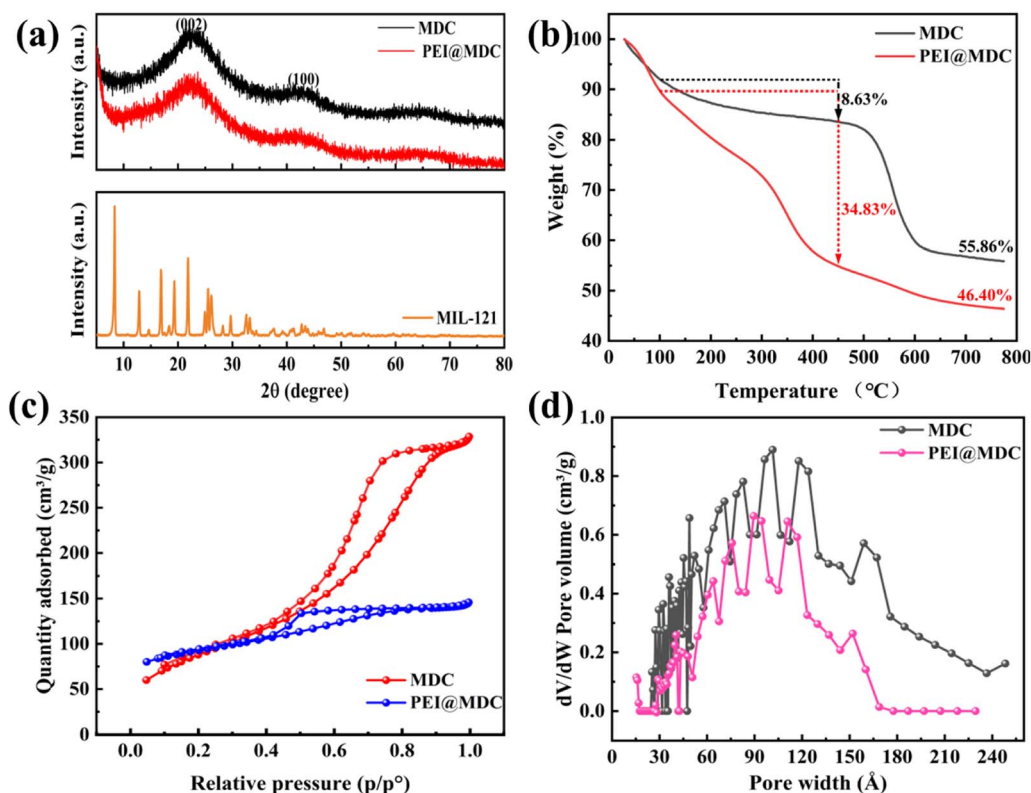 (a)
(002)
(100)
MDC
PEI@MDC
Intensity (a.u.)
Intensity (a.u.)
MIL-121
10 20 30 40 50 60 70 80
2θ (degree)
(b)
MDC
PEI@MDC
100
90
80
70
60
50
40
8.63%
34.83%
55.86%
46.40%
Weight (%)
0 100 200 300 400 500 600 700 800
Temperature （°C）
(c)
350
300
250
200
150
100
50
0
Quantity adsorbed (cm³/g)
MDC
PEI@MDC
0.0 0.2 0.4 0.6 0.8 1.0
Relative pressure (p/p°)
(d)
1.0
0.8
0.6
0.4
0.2
0.0
dV/dW Pore volume (cm³/g)
MDC
PEI@MDC
0 30 60 90 120 150 180 210 240
Pore width (Å)